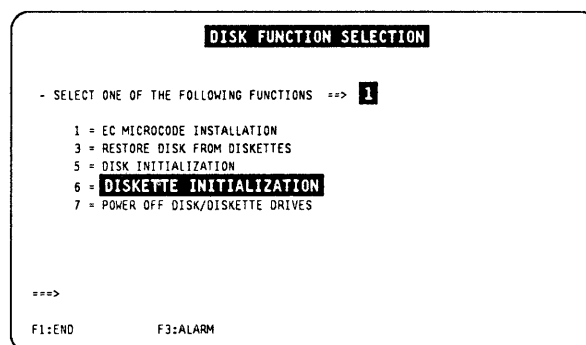 DISK FUNCTION SELECTION
- SELECT ONE OF THE FOLLOWING FUNCTIONS ==> 1
1 = EC MICROCODE INSTALLATION
3 = RESTORE DISK FROM DISKETTES
5 = DISK INITIALIZATION
6 = DISKETTE INITIALIZATION
7 = POWER OFF DISK/DISKETTE DRIVES
===>
F1:END F3:ALARM